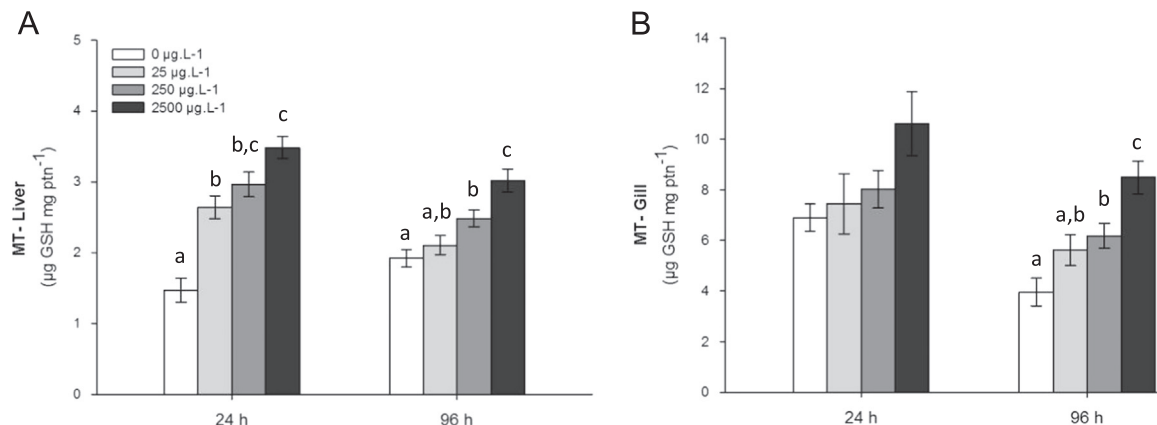 A
MT- Liver
(µg GSH mg ptn-1)
5
4
3
2
1
0
0 µg.L-1
25 µg.L-1
250 µg.L-1
2500 µg.L-1
a
b
b,c
c
a
a,b
b
c
24 h
96 h
B
MT- Gill
(µg GSH mg ptn-1)
14
12
10
8
6
4
2
0
a
a,b
b
c
24 h
96 h